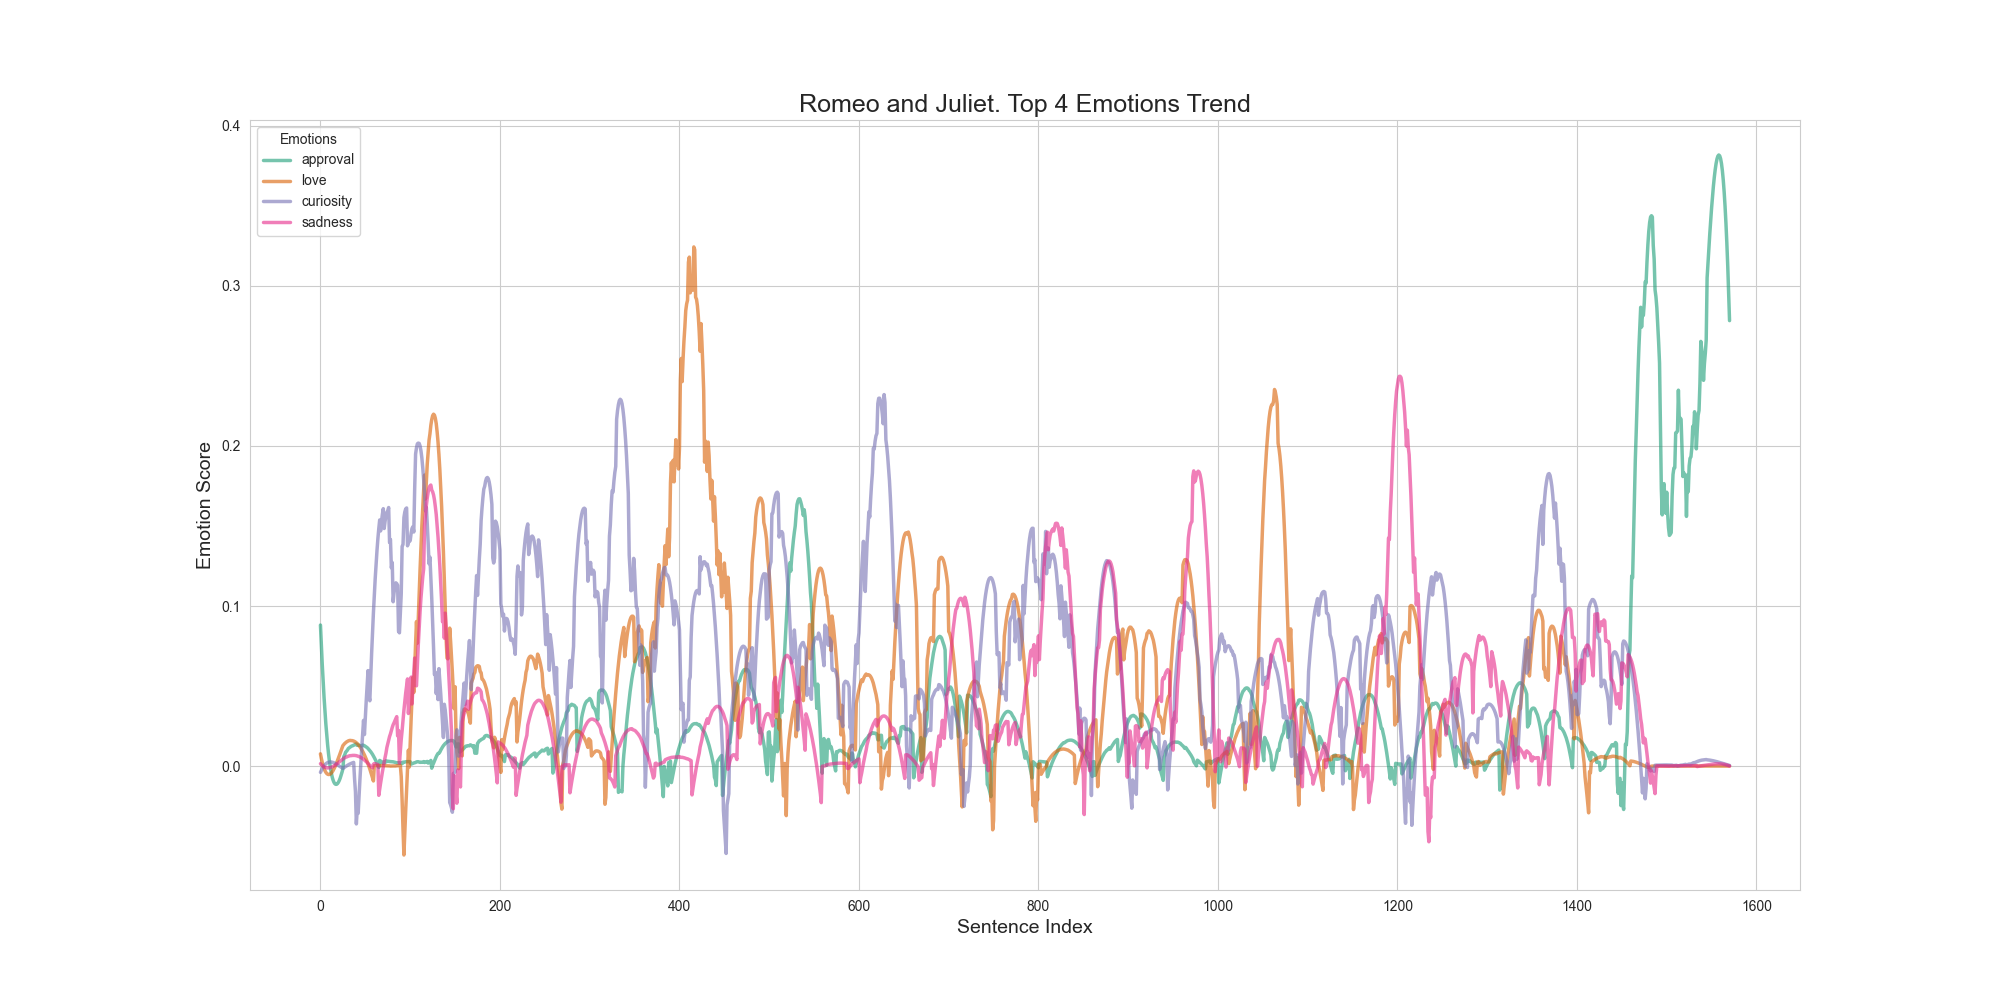 Romeo and Juliet. Top 4 Emotions Trend
Emotions
approval
love
curiosity
sadness
Emotion Score
0.4
0.3
0.2
0.1
0.0
0 200 400 600 800 1000 1200 1400 1600
Sentence Index